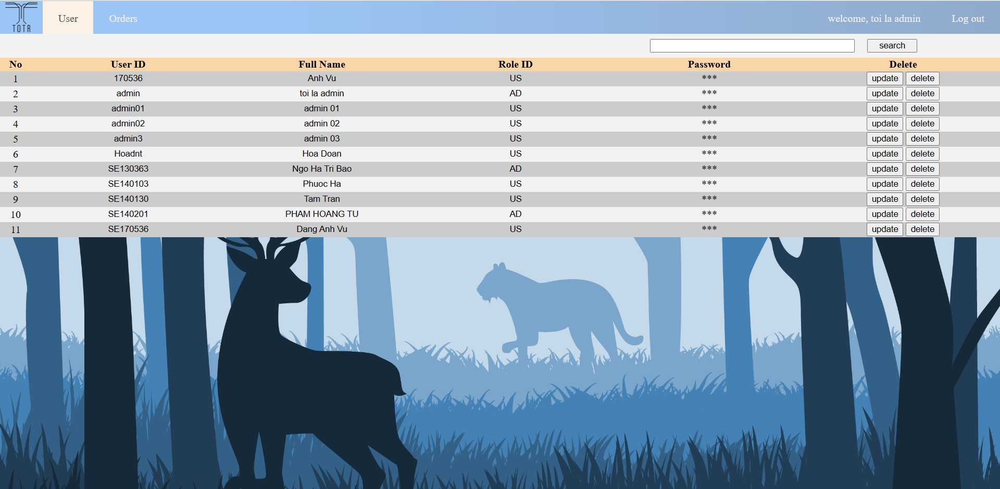 TOTR User Orders welcome, toi la admin Log out
search
No User ID Full Name Role ID Password Delete
1 170536 Anh Vu US *** update delete
2 admin toi la admin AD *** update delete
3 admin01 admin 01 US *** update delete
4 admin02 admin 02 US *** update delete
5 admin3 admin 03 US *** update delete
6 Hoadnt Hoa Doan US *** update delete
7 SE130363 Ngo Ha Tri Bao AD *** update delete
8 SE140103 Phuoc Ha US *** update delete
9 SE140130 Tam Tran US *** update delete
10 SE140201 PHAM HOANG TU AD *** update delete
11 SE170536 Dang Anh Vu US *** update delete